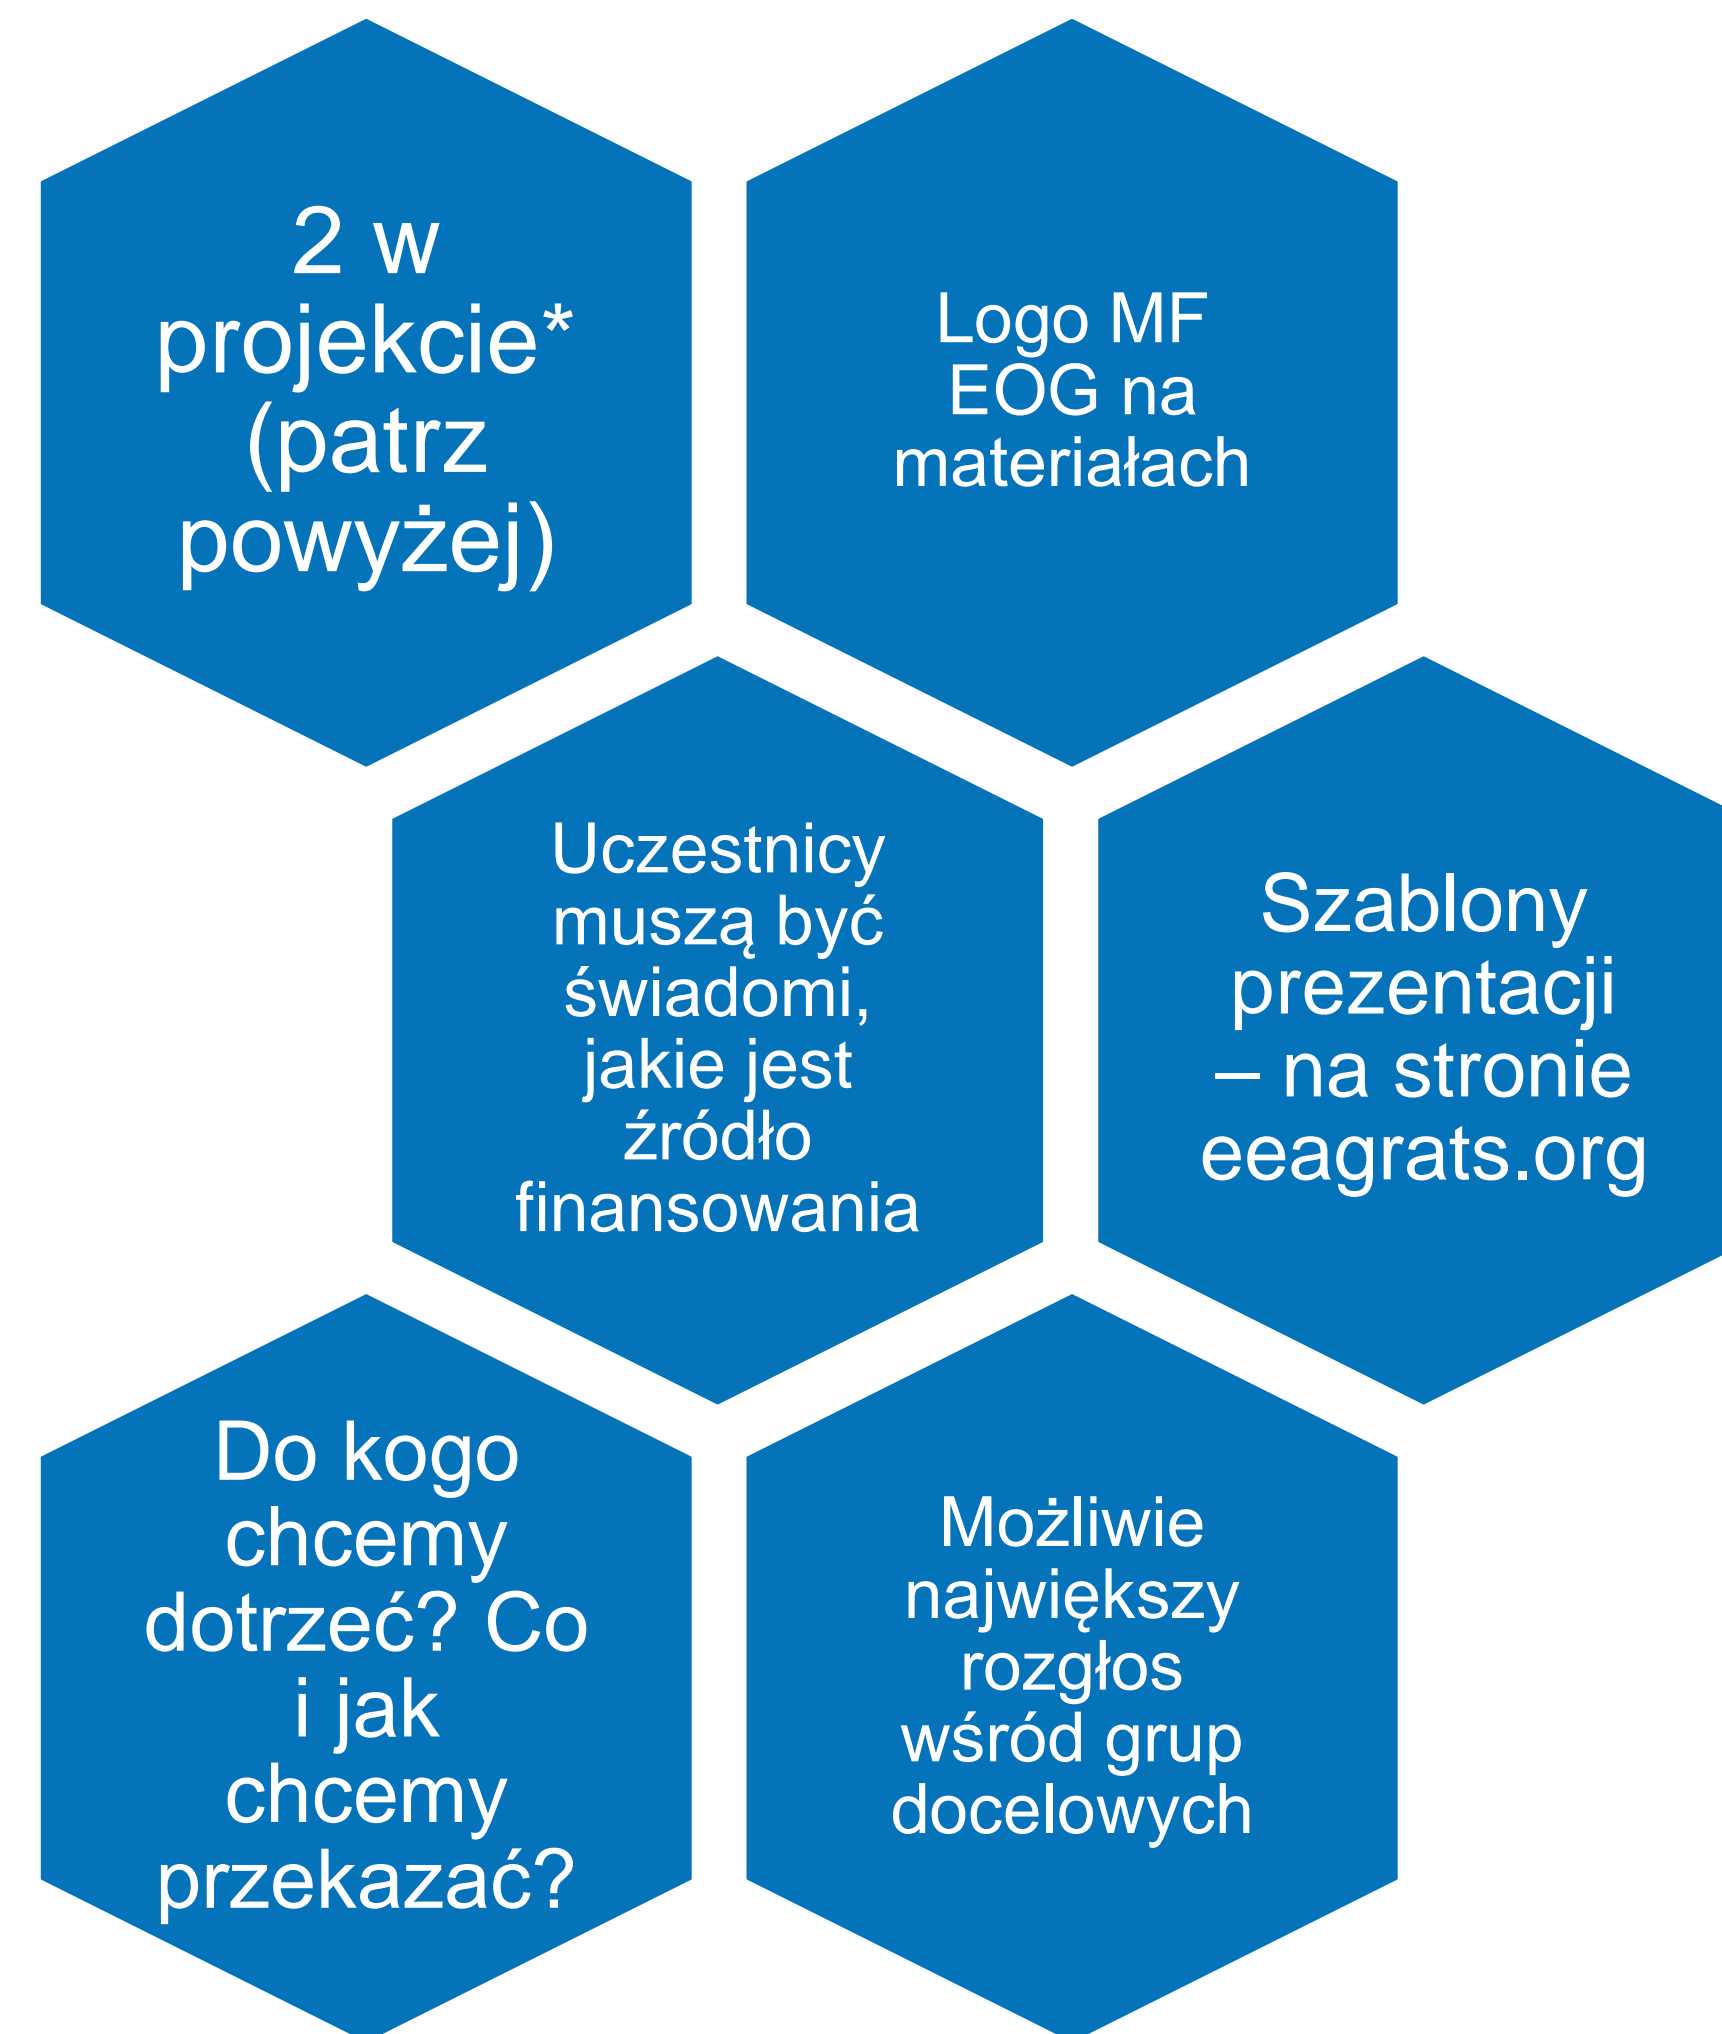 2 w
projekcie*
(patrz
powyżej)
Logo MF
EOG na
materiałach
Uczestnicy
muszą być
świadomi,
jakie jest
źródło
finansowania
Szablony
prezentacji
– na stronie
eeagrats.org
Do kogo
chcemy
dotrzeć? Co
i jak
chcemy
przekazać?
Możliwie
największy
rozgłos
wśród grup
docelowych